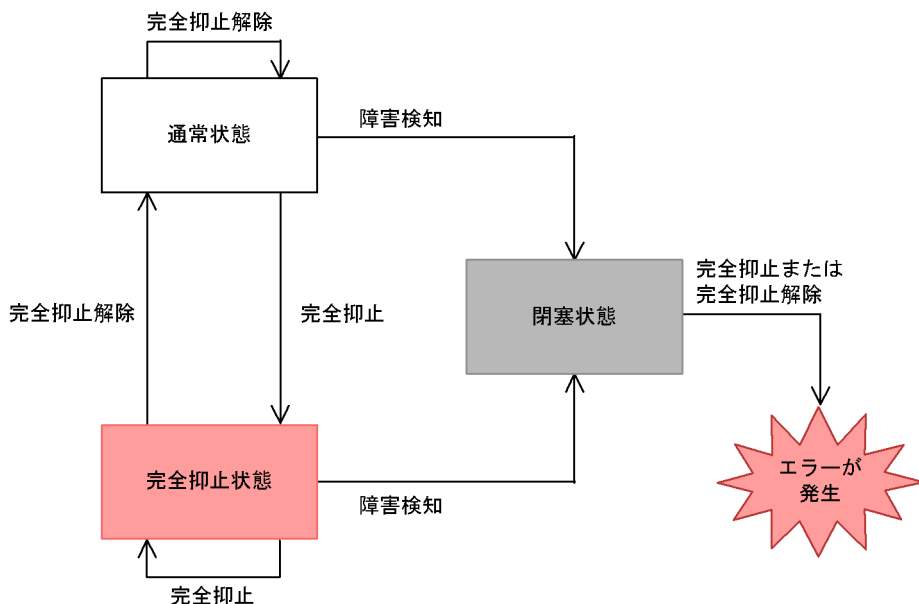 完全抑止解除
通常状態
障害検知
完全抑止または
完全抑止解除
閉塞状態
完全抑止解除
完全抑止
エラーが
発生
完全抑止状態
障害検知
完全抑止